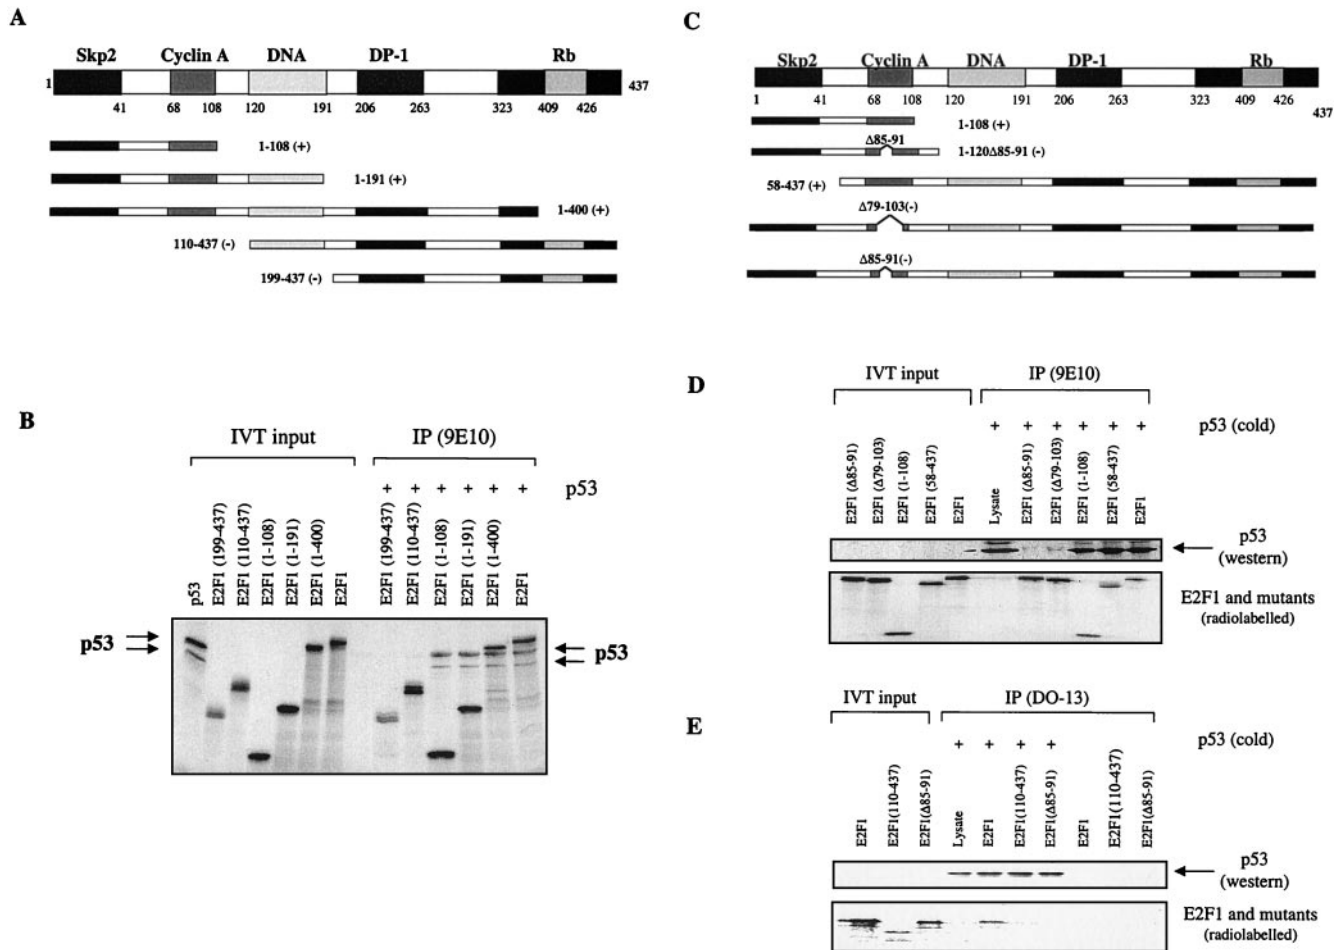 A
Skp2 Cyclin A DNA DP-1 Rb
1 437
41 68 108 120 191 206 263 323 409 426
1-108 (+)
1-191 (+)
1-400 (+)
110-437 (-)
199-437 (-)
B
IVT input IP (9E10)
+ + + + + + p53
p53
E2F1 (199-437)
E2F1 (110-437)
E2F1 (1-108)
E2F1 (1-191)
E2F1 (1-400)
E2F1
E2F1 (199-437)
E2F1 (110-437)
E2F1 (1-108)
E2F1 (1-191)
E2F1 (1-400)
E2F1
p53 p53
C
Skp2 Cyclin A DNA DP-1 Rb
1 41 68 108 120 191 206 263 323 409 426 437
1-108 (+)
Δ85-91
1-120Δ85-91 (-)
58-437 (+)
Δ79-103(-)
Δ85-91(-)
D
IVT input IP (9E10)
+ + + + + + p53 (cold)
E2F1 (Δ85-91)
E2F1 (Δ79-103)
E2F1 (1-108)
E2F1 (58-437)
E2F1
Lysate
E2F1 (Δ85-91)
E2F1 (Δ79-103)
E2F1 (1-108)
E2F1 (58-437)
E2F1
p53
(western)
E2F1 and mutants
(radiolabelled)
E
IVT input IP (DO-13)
+ + + + p53 (cold)
E2F1
E2F1(110-437)
E2F1(Δ85-91)
Lysate
E2F1
E2F1(110-437)
E2F1(Δ85-91)
E2F1
E2F1(110-437)
E2F1(Δ85-91)
p53
(western)
E2F1 and mutants
(radiolabelled)